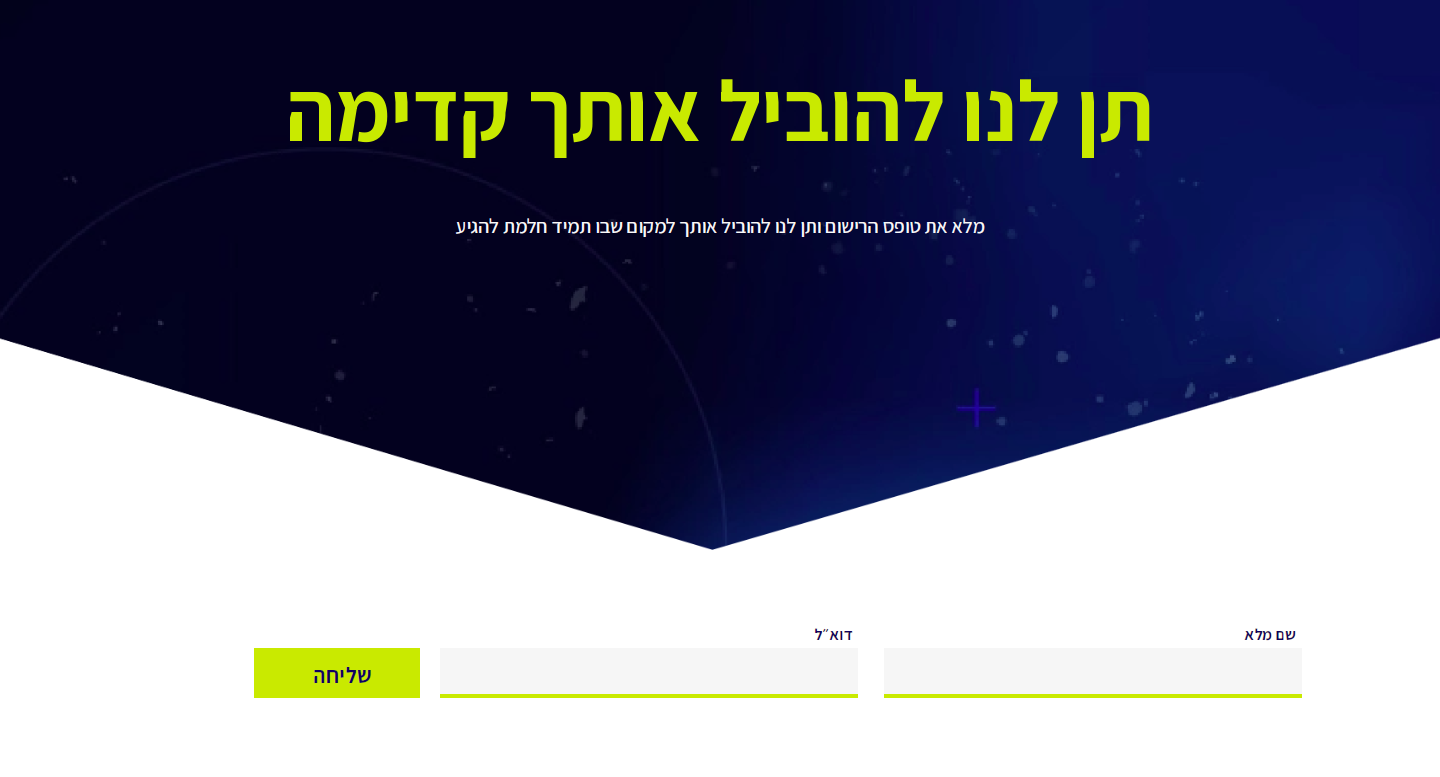 תן לנו להוביל אותך קדימה
מלא את טופס הרישום ותן לנו להוביל אותך למקום שבו תמיד חלמת להגיע
שם מלא
דוא״ל
שליחה